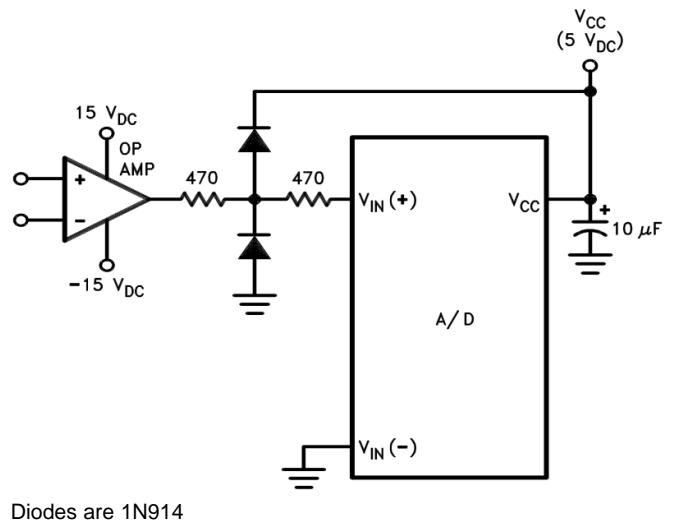 V_CC
(5 V_DC)
15 V_DC
OP
AMP
+
−
-15 V_DC
470
470
V_IN (+)
V_CC
+
10 µF
A/D
V_IN (−)
Diodes are 1N914